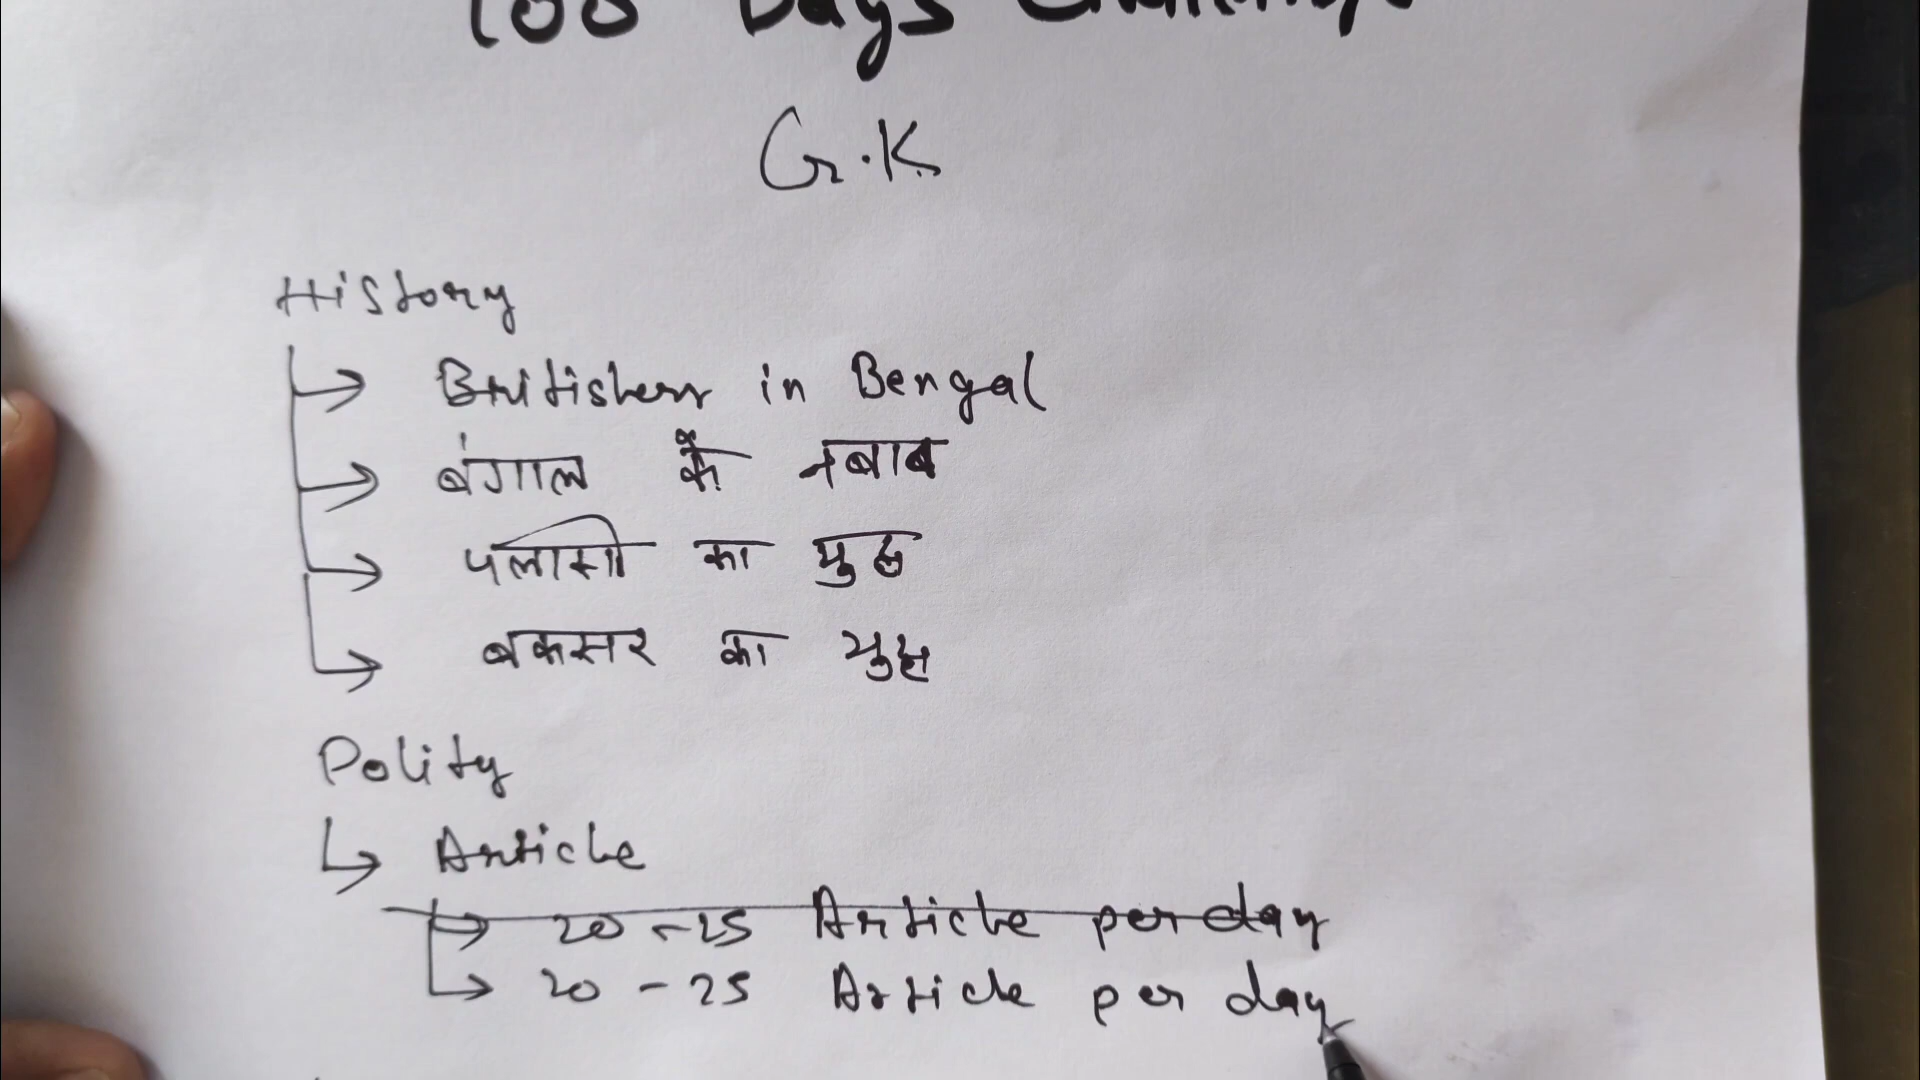 100 Days Challenge
G.K.
History
Britishers in Bengal
बंगाल के नबाब
पलासी का युद्ध
बकसर का युद्ध
Polity
Article
20-25 Article per day
20-25 Article per day